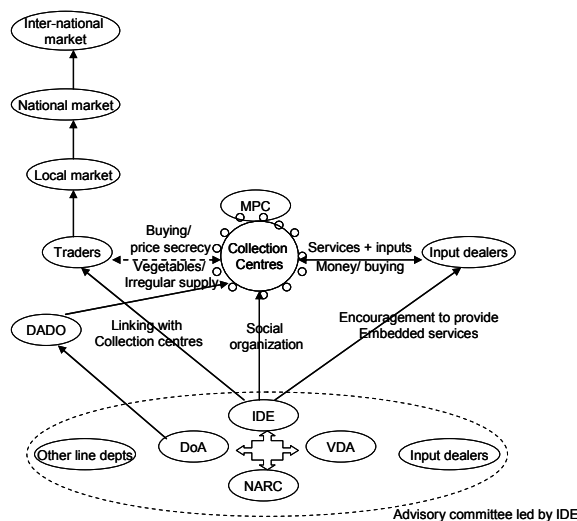 Inter-national
market
National market
Local market
MPC
Buying/
price secrecy
Collection
Centres
Services + inputs
Traders
Input dealers
Vegetables/
Irregular supply
Money/ buying
DADO
Linking with
Collection centres
Social
organization
Encouragement to provide
Embedded services
IDE
Other line depts
DoA
VDA
Input dealers
NARC
Advisory committee led by IDE